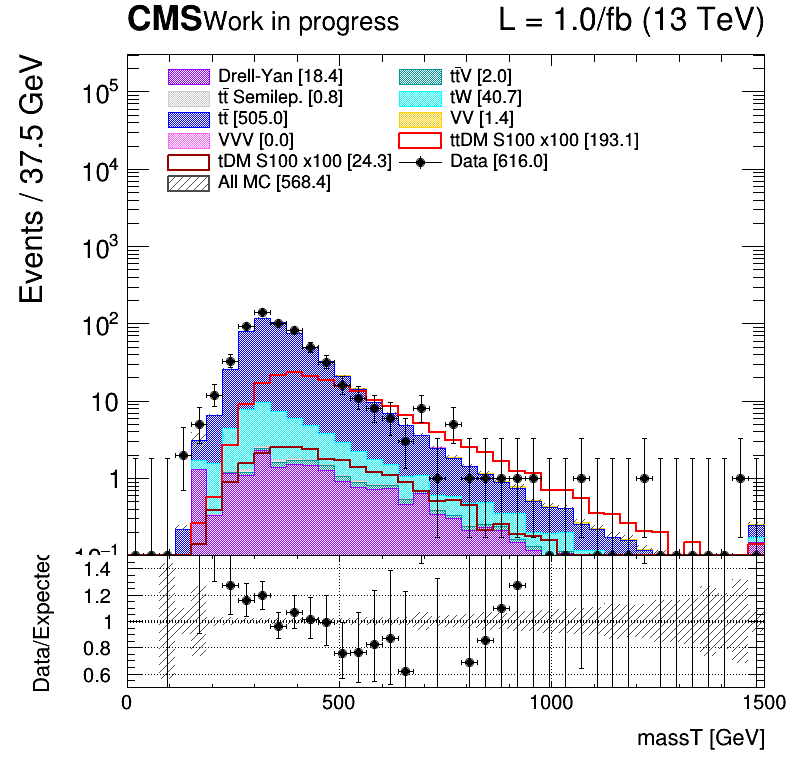 CMS Work in progress L = 1.0/fb (13 TeV)
Events / 37.5 GeV
10⁵
10⁴
10³
10²
10
1
10⁻¹
Drell-Yan [18.4]
tt̄V [2.0]
tt̄ Semilep. [0.8]
tW [40.7]
tt̄ [505.0]
VV [1.4]
VVV [0.0]
ttDM S100 x100 [193.1]
tDM S100 x100 [24.3]
Data [616.0]
All MC [568.4]
Data/Expected
1.4
1.2
1
0.8
0.6
0 500 1000 1500
massT [GeV]